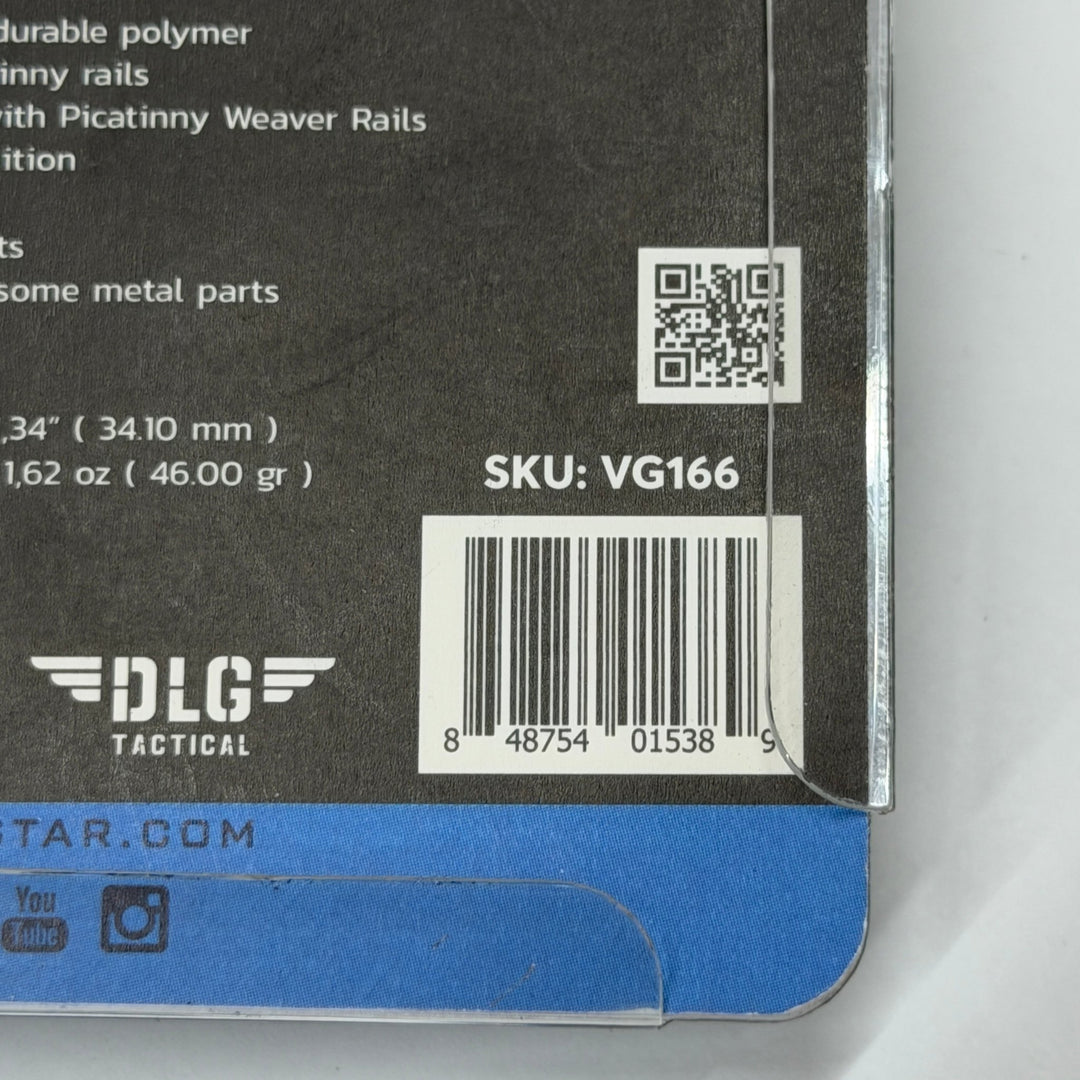 durable polymer
inny rails
with Picatinny Weaver Rails
ition
ts
some metal parts
,34" ( 34.10 mm )
1,62 oz ( 46.00 gr )
SKU: VG166
8 48754 01538 9
DLG
TACTICAL
STAR.COM
You
Tube